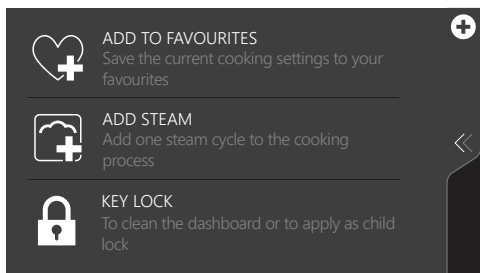 ADD TO FAVOURITES
Save the current cooking settings to your
favourites
ADD STEAM
Add one steam cycle to the cooking
process
KEY LOCK
To clean the dashboard or to apply as child
lock